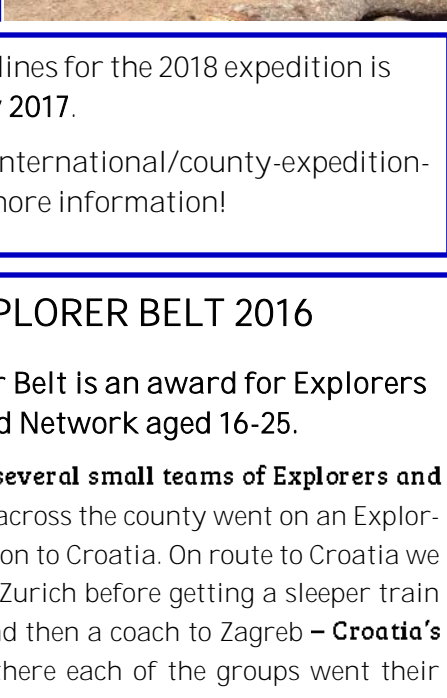 lines for the 2018 expedition is
2017.
nternational/county-expedition-
ore information!
PLORER BELT 2016
r Belt is an award for Explorers
d Network aged 16-25.
several small teams of Explorers and
across the county went on an Explor-
on to Croatia. On route to Croatia we
Zurich before getting a sleeper train
d then a coach to Zagreb – Croatia's
there each of the groups went their